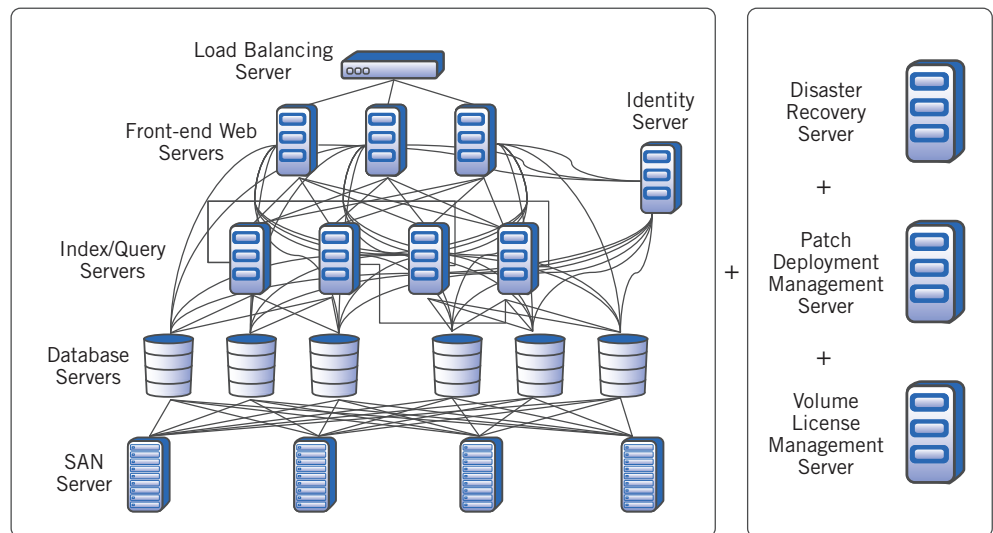 Load Balancing
Server
Front-end Web
Servers
Identity
Server
Index/Query
Servers
Database
Servers
SAN
Server
+
Disaster
Recovery
Server
+
Patch
Deployment
Management
Server
+
Volume
License
Management
Server